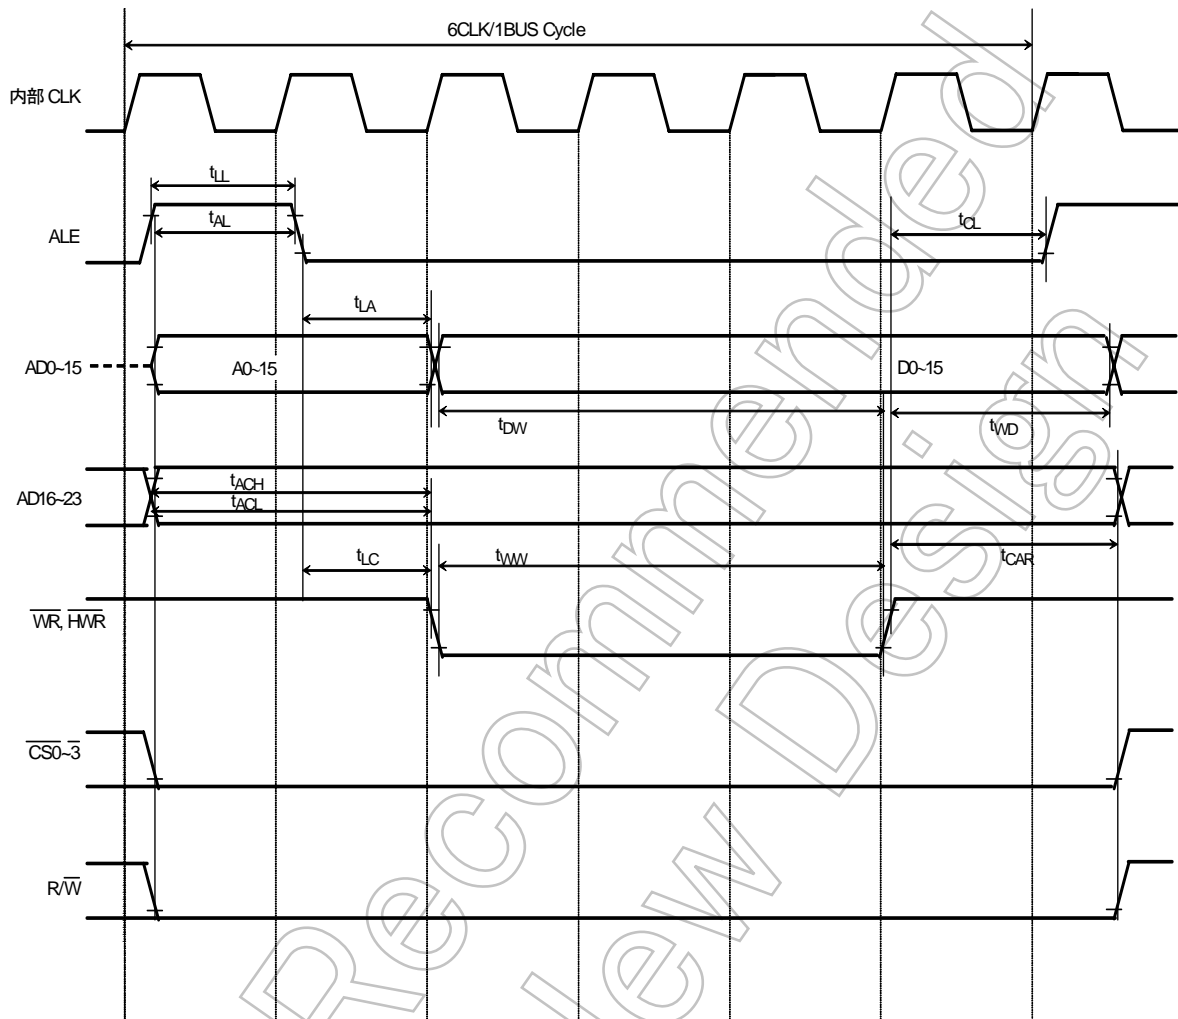 6CLK/1BUS Cycle
内部 CLK
tLL
tAL
ALE
tCL
tLA
AD0~15
A0~15
D0~15
tDW
tWD
tACH
AD16~23
tACL
tLC
tWW
tCAR
WR, HWR
CS0~3
R/W
Recommended
New Design